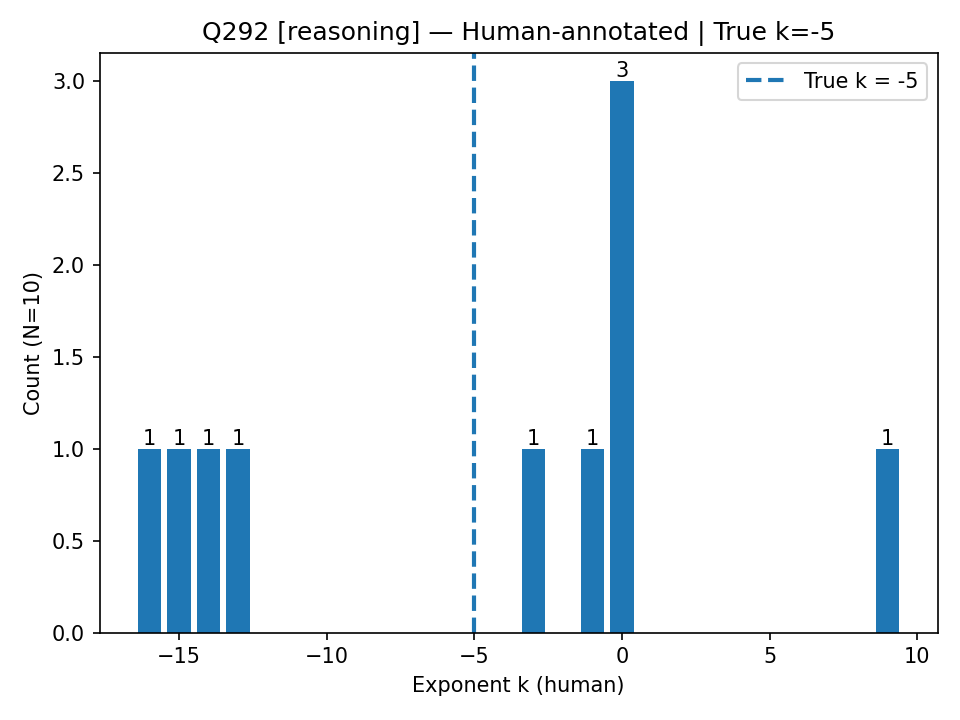 Q292 [reasoning] — Human-annotated | True k=-5
True k = -5
Count (N=10)
3.0
2.5
2.0
1.5
1.0
0.5
0.0
1 1 1 1 1 1 3 1
−15 −10 −5 0 5 10
Exponent k (human)